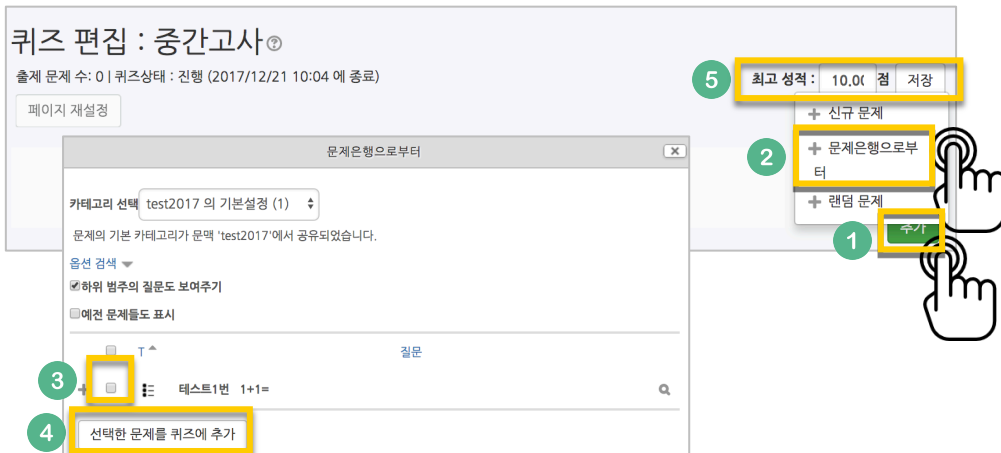 퀴즈 편집 : 중간고사
출제 문제 수: 0 | 퀴즈상태 : 진행 (2017/12/21 10:04 에 종료)
페이지 재설정
5
최고 성적 : 10.00 점 저장
신규 문제
2
문제은행으로부
터
랜덤 문제
1
추가
문제은행으로부터
카테고리 선택 test2017 의 기본설정 (1)
문제의 기본 카테고리가 문맥 'test2017'에서 공유되었습니다.
옵션 검색
하위 범주의 질문도 보여주기
예전 문제들도 표시
T 질문
3
테스트1번 1+1=
4
선택한 문제를 퀴즈에 추가